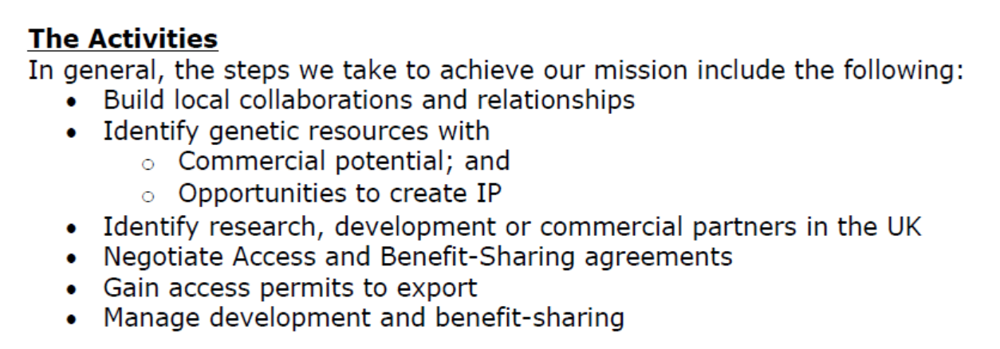 The Activities
In general, the steps we take to achieve our mission include the following:
• Build local collaborations and relationships
• Identify genetic resources with
○ Commercial potential; and
○ Opportunities to create IP
• Identify research, development or commercial partners in the UK
• Negotiate Access and Benefit-Sharing agreements
• Gain access permits to export
• Manage development and benefit-sharing